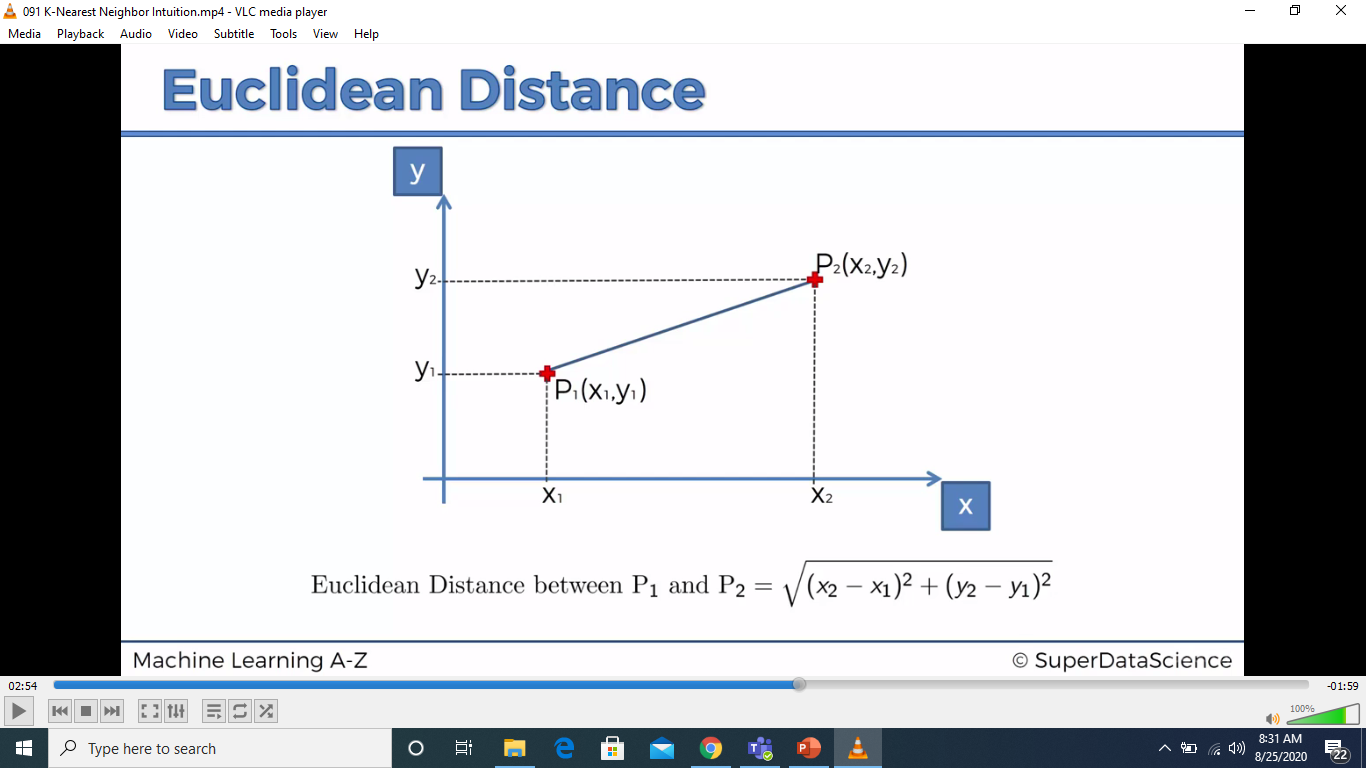 091 K-Nearest Neighbor Intuition.mp4 - VLC media player
Media Playback Audio Video Subtitle Tools View Help
Euclidean Distance
y
P₂(x₂,y₂)
y₂
y₁
P₁(x₁,y₁)
x₁ x₂
x
Euclidean Distance between P₁ and P₂ = √(x₂ − x₁)² + (y₂ − y₁)²
Machine Learning A-Z © SuperDataScience
02:54 -01:59
100%
Type here to search
8:31 AM
8/25/2020
22